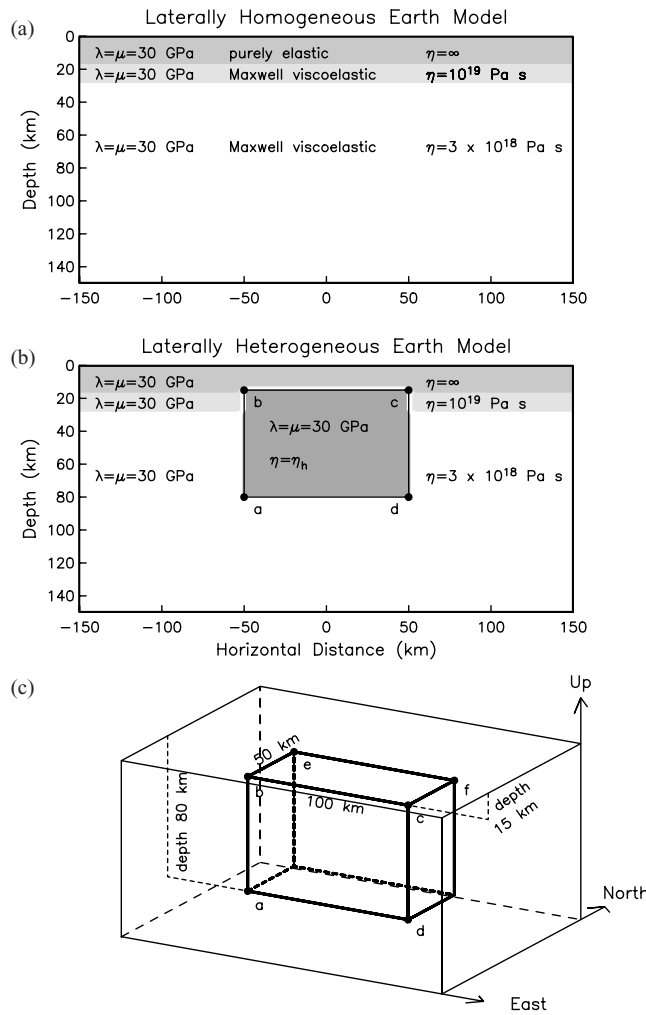 (a)
Laterally Homogeneous Earth Model
0
20
40
60
80
100
120
140
Depth (km)
λ=μ=30 GPa purely elastic η=∞
λ=μ=30 GPa Maxwell viscoelastic η=10¹⁹ Pa s
λ=μ=30 GPa Maxwell viscoelastic η=3 x 10¹⁸ Pa s
−150 −100 −50 0 50 100 150
(b)
Laterally Heterogeneous Earth Model
0
20
40
60
80
100
120
140
Depth (km)
λ=μ=30 GPa η=∞
λ=μ=30 GPa b c η=10¹⁹ Pa s
λ=μ=30 GPa
η=ηₕ
λ=μ=30 GPa η=3 x 10¹⁸ Pa s
a d
−150 −100 −50 0 50 100 150
Horizontal Distance (km)
(c)
Up
50 km
e
b
f
100 km
c
depth
15 km
depth 80 km
a
d
North
East